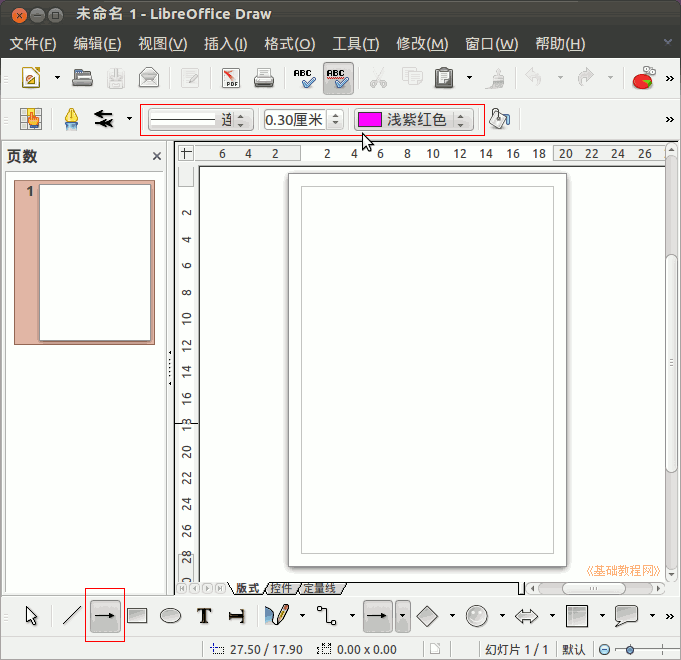 未命名 1 - LibreOffice Draw
文件(F) 编辑(E) 视图(V) 插入(I) 格式(O) 工具(T) 修改(M) 窗口(W) 帮助(H)
PDF ABC ABC
连 0.30厘米 浅紫红色
页数
6 4 2 2 4 6 8 10 12 14 16 18 20 22 24 26
1
2
4
6
8
10
12
14
16
18
20
22
24
26
28
《基础教程网》
版式 控件 定量线
T
27.50 / 17.90 0.00 x 0.00 幻灯片 1 / 1 默认